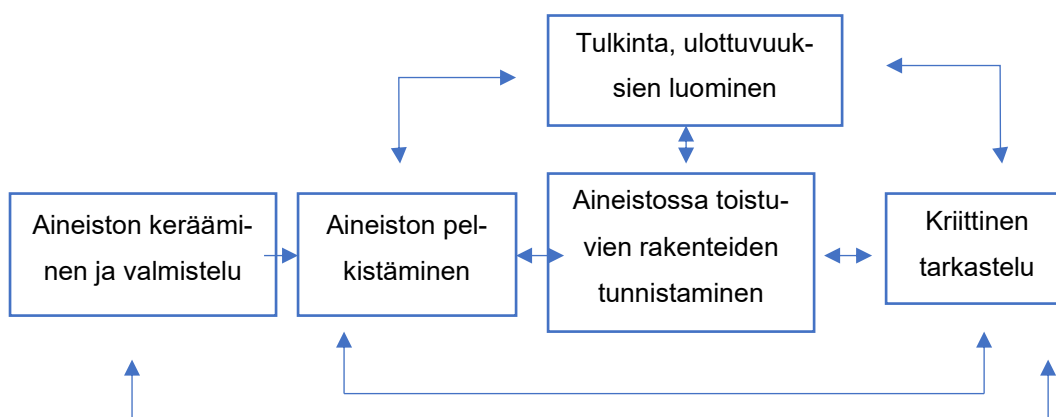 Tulkinta, ulottuvuuk-
sien luominen
Aineiston keräämi-
nen ja valmistelu
Aineiston pel-
kistäminen
Aineistossa toistu-
vien rakenteiden
tunnistaminen
Kriittinen
tarkastelu